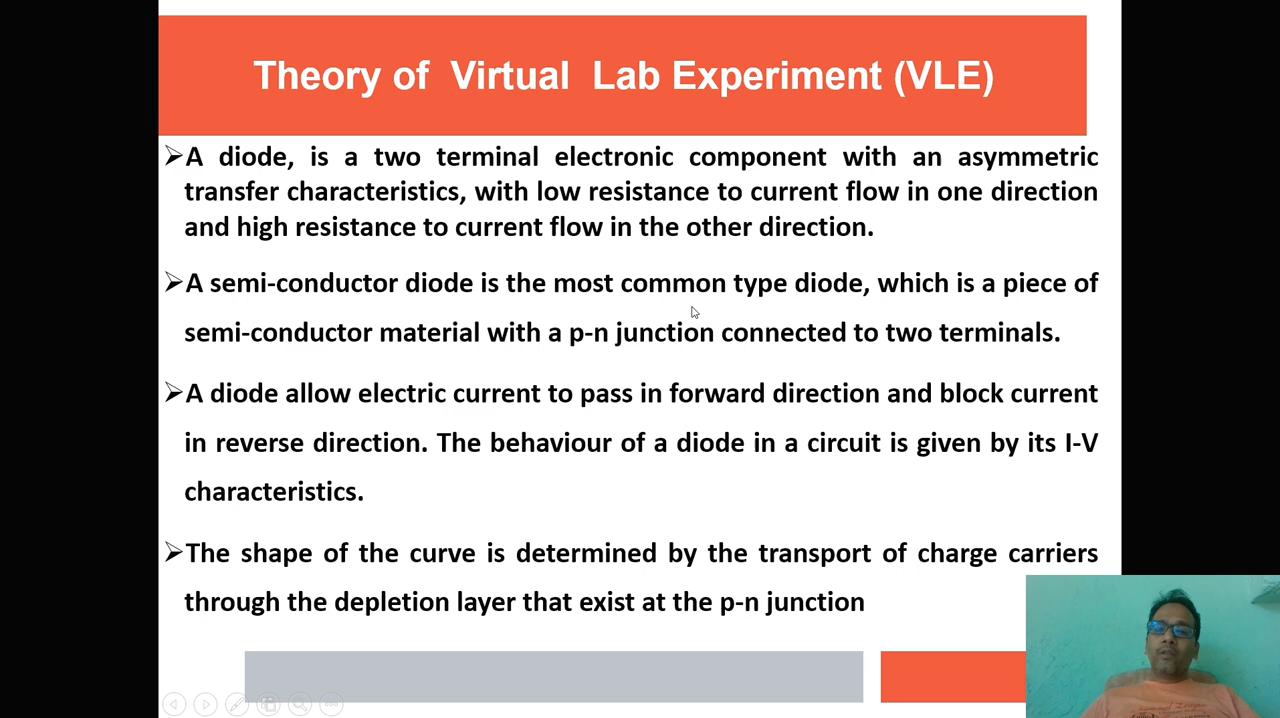 Theory of Virtual Lab Experiment (VLE)
➢A diode, is a two terminal electronic component with an asymmetric
transfer characteristics, with low resistance to current flow in one direction
and high resistance to current flow in the other direction.
➢A semi-conductor diode is the most common type diode, which is a piece of
semi-conductor material with a p-n junction connected to two terminals.
➢A diode allow electric current to pass in forward direction and block current
in reverse direction. The behaviour of a diode in a circuit is given by its I-V
characteristics.
➢The shape of the curve is determined by the transport of charge carriers
through the depletion layer that exist at the p-n junction